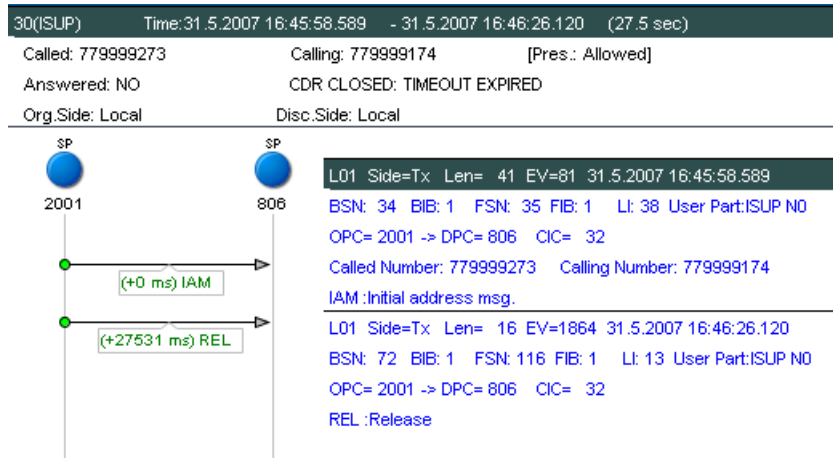 30(ISUP) Time:31.5.2007 16:45:58.589 - 31.5.2007 16:46:26.120 (27.5 sec)
Called: 779999273 Calling: 779999174 [Pres.: Allowed]
Answered: NO CDR CLOSED: TIMEOUT EXPIRED
Org.Side: Local Disc.Side: Local
SP SP
2001 806
(+0 ms) IAM
(+27531 ms) REL
L01 Side=Tx Len= 41 EV=81 31.5.2007 16:45:58.589
BSN: 34 BIB: 1 FSN: 35 FIB: 1 LI: 38 User Part:ISUP N0
OPC= 2001 -> DPC= 806 CIC= 32
Called Number: 779999273 Calling Number: 779999174
IAM :Initial address msg.
L01 Side=Tx Len= 16 EV=1864 31.5.2007 16:46:26.120
BSN: 72 BIB: 1 FSN: 116 FIB: 1 LI: 13 User Part:ISUP N0
OPC= 2001 -> DPC= 806 CIC= 32
REL :Release